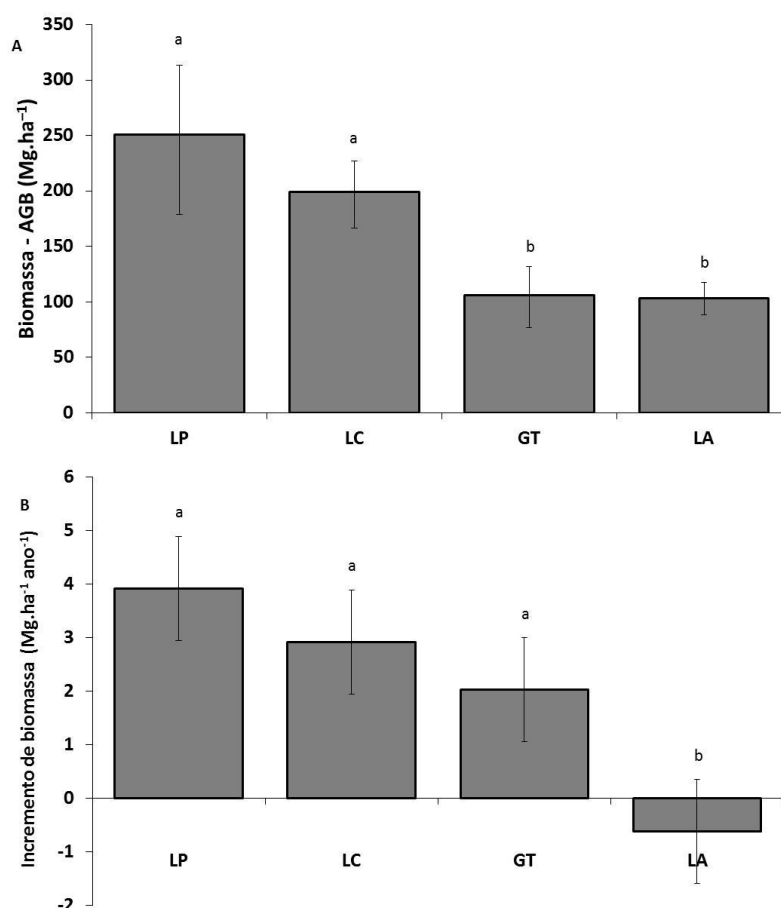 A
Biomassa - AGB (Mg.ha⁻¹)
350
300
250
200
150
100
50
0
a
a
b
b
LP
LC
GT
LA
B
Incremento de biomassa (Mg.ha⁻¹ ano⁻¹)
6
5
4
3
2
1
0
-1
-2
a
a
a
b
LP
LC
GT
LA